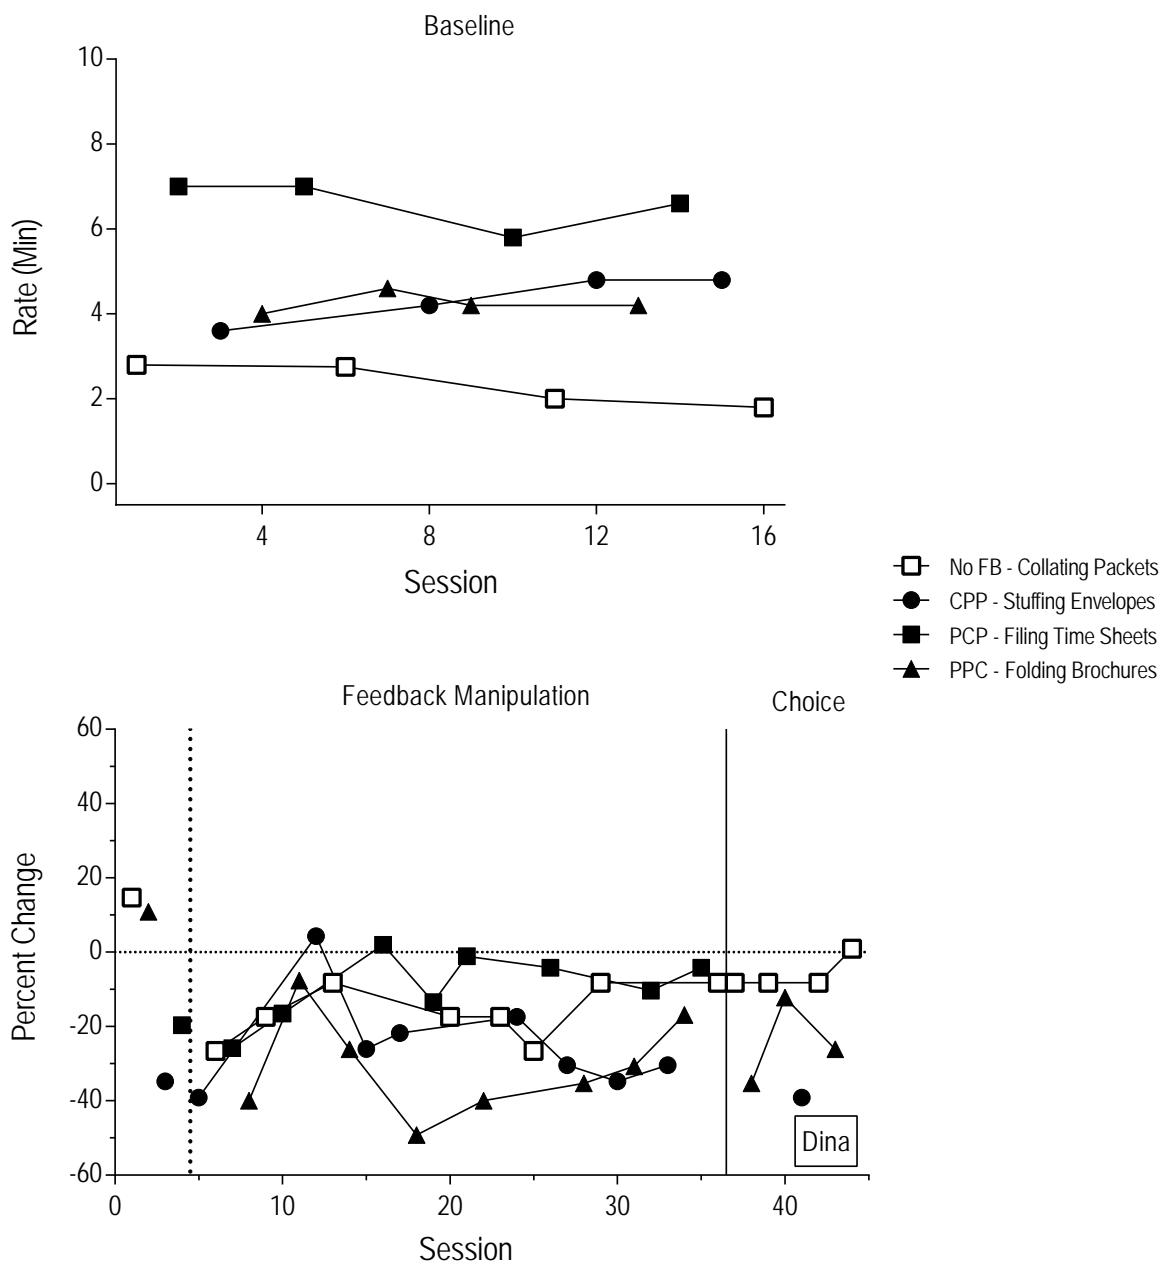 Baseline
10
8
6
4
2
0
Rate (Min)
4 8 12 16
Session
No FB - Collating Packets
CPP - Stuffing Envelopes
PCP - Filing Time Sheets
PPC - Folding Brochures
Feedback Manipulation
Choice
60
40
20
0
-20
-40
-60
Percent Change
Dina
0 10 20 30 40
Session